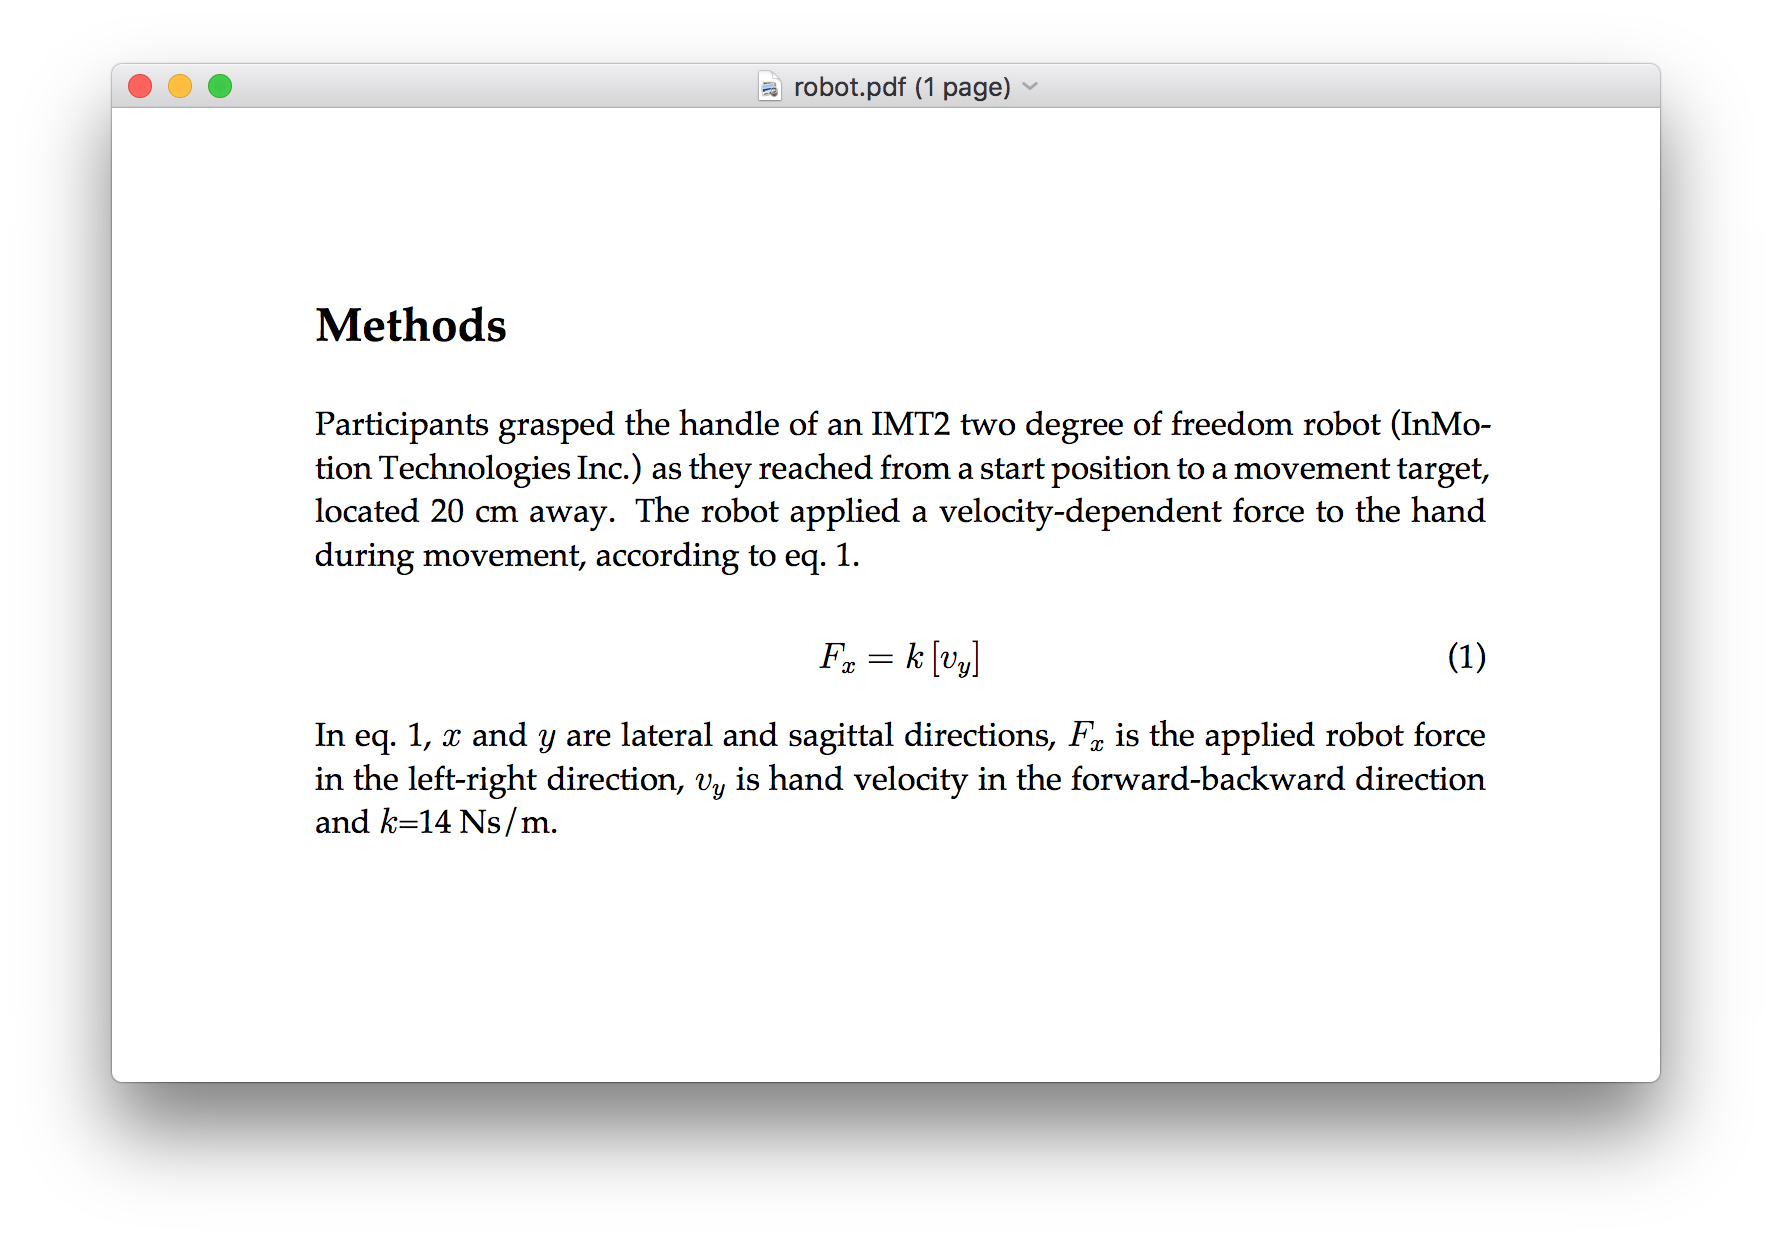 robot.pdf (1 page)
Methods
Participants grasped the handle of an IMT2 two degree of freedom robot (InMo-
tion Technologies Inc.) as they reached from a start position to a movement target,
located 20 cm away. The robot applied a velocity-dependent force to the hand
during movement, according to eq. 1.
F_x = k [v_y] (1)
In eq. 1, x and y are lateral and sagittal directions, F_x is the applied robot force
in the left-right direction, v_y is hand velocity in the forward-backward direction
and k=14 Ns/m.